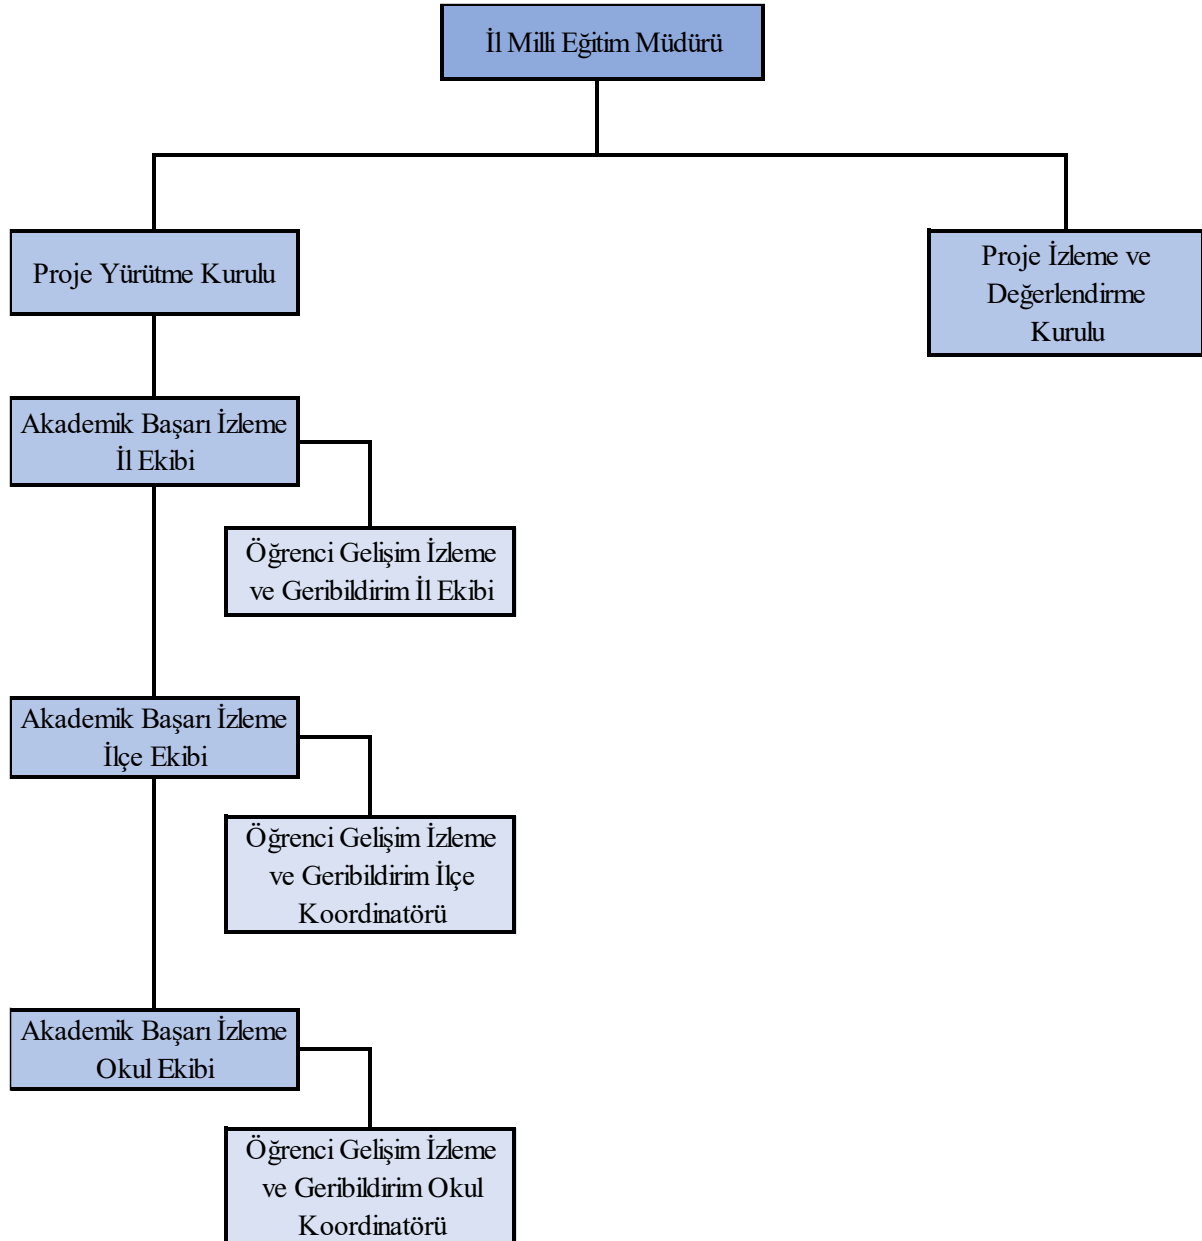 İl Milli Eğitim Müdürü
Proje Yürütme Kurulu
Proje İzleme ve
Değerlendirme
Kurulu
Akademik Başarı İzleme
İl Ekibi
Öğrenci Gelişim İzleme
ve Geribildirim İl Ekibi
Akademik Başarı İzleme
İlçe Ekibi
Öğrenci Gelişim İzleme
ve Geribildirim İlçe
Koordinatörü
Akademik Başarı İzleme
Okul Ekibi
Öğrenci Gelişim İzleme
ve Geribildirim Okul
Koordinatörü